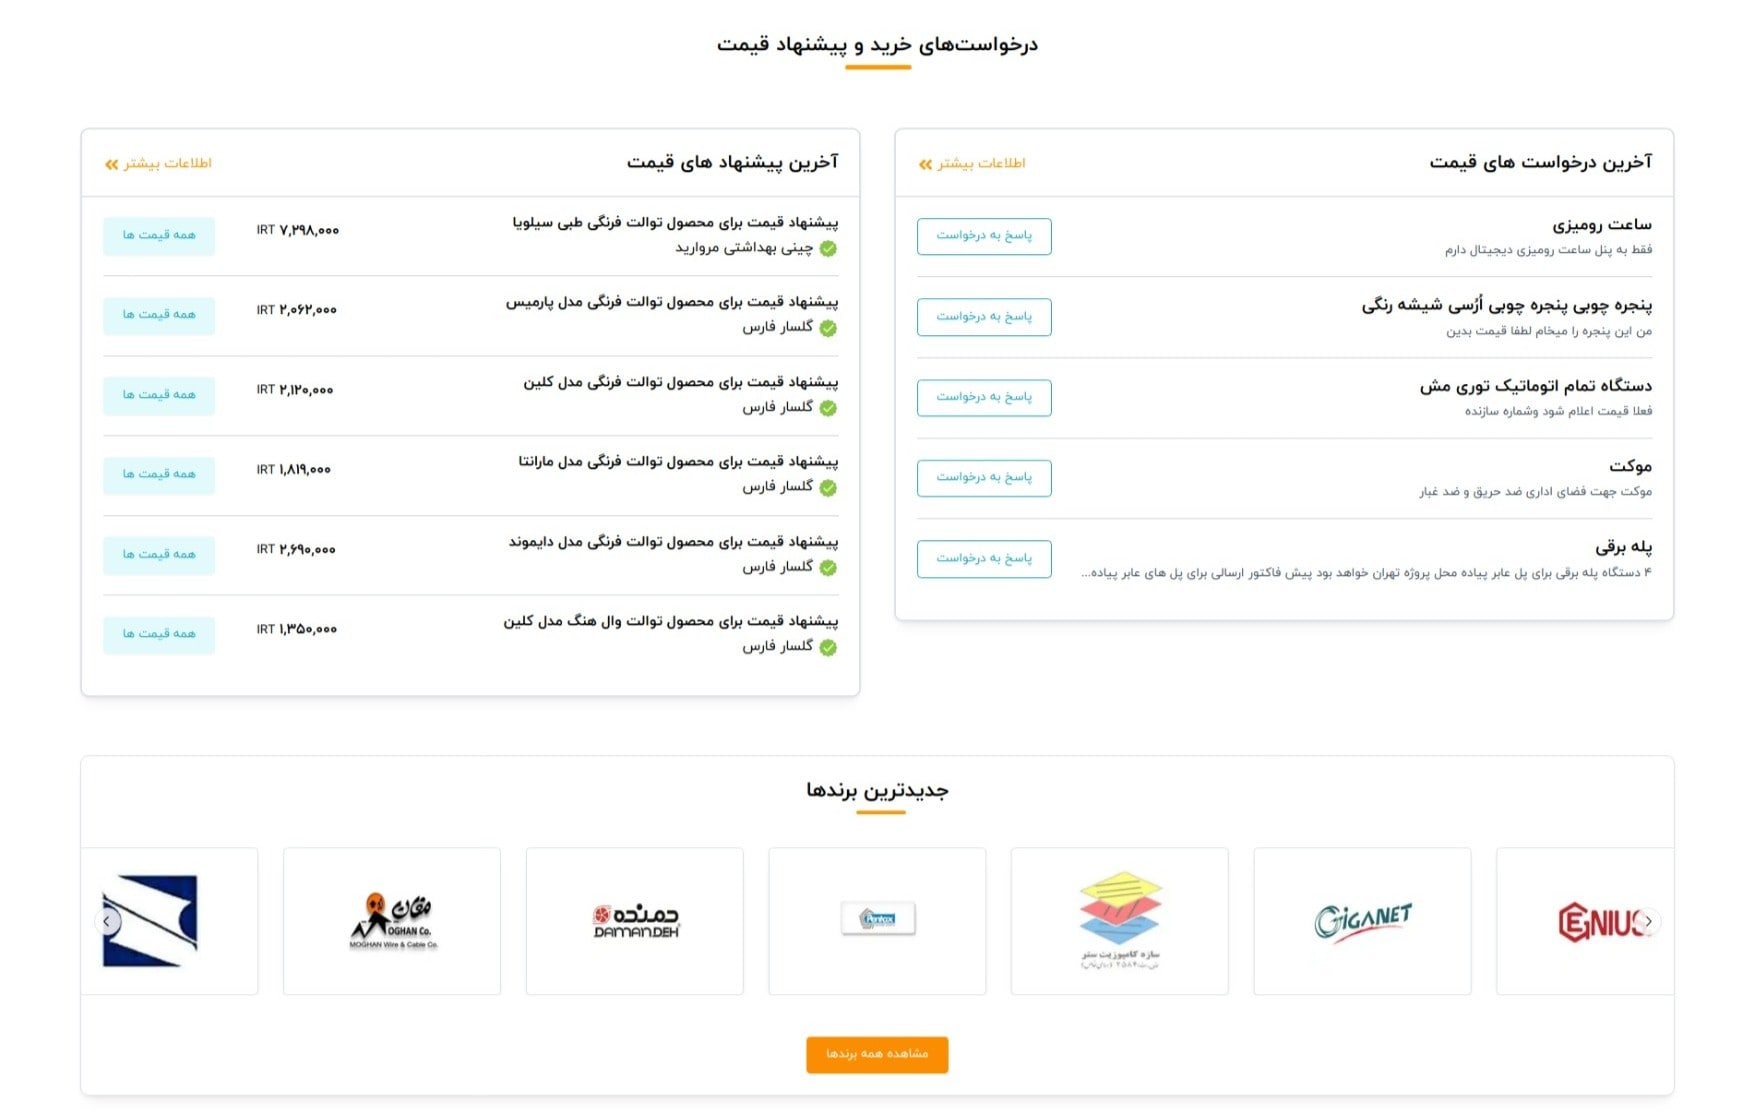 درخواست‌های خرید و پیشنهاد قیمت
آخرین درخواست های قیمت
اطلاعات بیشتر
ساعت رومیزی
فقط به پنل ساعت رومیزی دیجیتال دارم
پاسخ به درخواست
پنجره چوبی پنجره چوبی اُرُسی شیشه رنگی
من این پنجره را میخام لطفا قیمت بدین
پاسخ به درخواست
دستگاه تمام اتوماتیک توری مش
فعلا قیمت اعلام شود وشماره سازنده
پاسخ به درخواست
موکت
موکت جهت فضای اداری ضد حریق و ضد غبار
پاسخ به درخواست
پله برقی
۴ دستگاه پله برقی برای پل عابر پیاده محل پروژه تهران خواهد بود پیش فاکتور ارسالی برای پل های عابر پیاده...
پاسخ به درخواست
آخرین پیشنهاد های قیمت
اطلاعات بیشتر
پیشنهاد قیمت برای محصول توالت فرنگی طبی سیلویا
چینی بهداشتی مروارید
۷,۲۹۸,۰۰۰ IRT
همه قیمت ها
پیشنهاد قیمت برای محصول توالت فرنگی مدل پارمیس
گلسار فارس
۲,۰۶۲,۰۰۰ IRT
همه قیمت ها
پیشنهاد قیمت برای محصول توالت فرنگی مدل کلین
گلسار فارس
۲,۱۲۰,۰۰۰ IRT
همه قیمت ها
پیشنهاد قیمت برای محصول توالت فرنگی مدل مارانتا
گلسار فارس
۱,۸۱۹,۰۰۰ IRT
همه قیمت ها
پیشنهاد قیمت برای محصول توالت فرنگی مدل دایموند
گلسار فارس
۲,۶۹۰,۰۰۰ IRT
همه قیمت ها
پیشنهاد قیمت برای محصول توالت وال هنگ مدل کلین
گلسار فارس
۱,۳۵۰,۰۰۰ IRT
همه قیمت ها
جدیدترین برندها
GENIUS
GIGANET
سازه کامپوزیت ستر
Pentax
دمنده
DAMANDEH
مغان
MOGHAN Co.
MOGHAN Wire & Cable Co.
مشاهده همه برندها